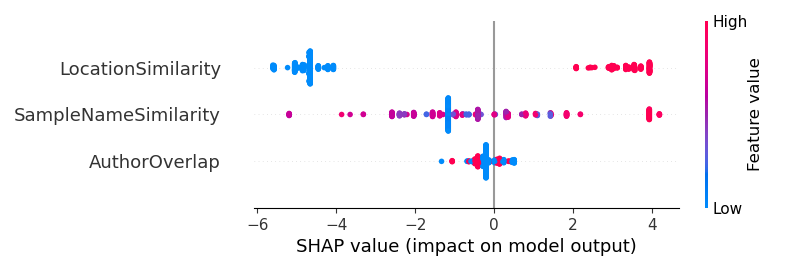 High
LocationSimilarity
SampleNameSimilarity
AuthorOverlap
Feature value
Low
−6 −4 −2 0 2 4
SHAP value (impact on model output)